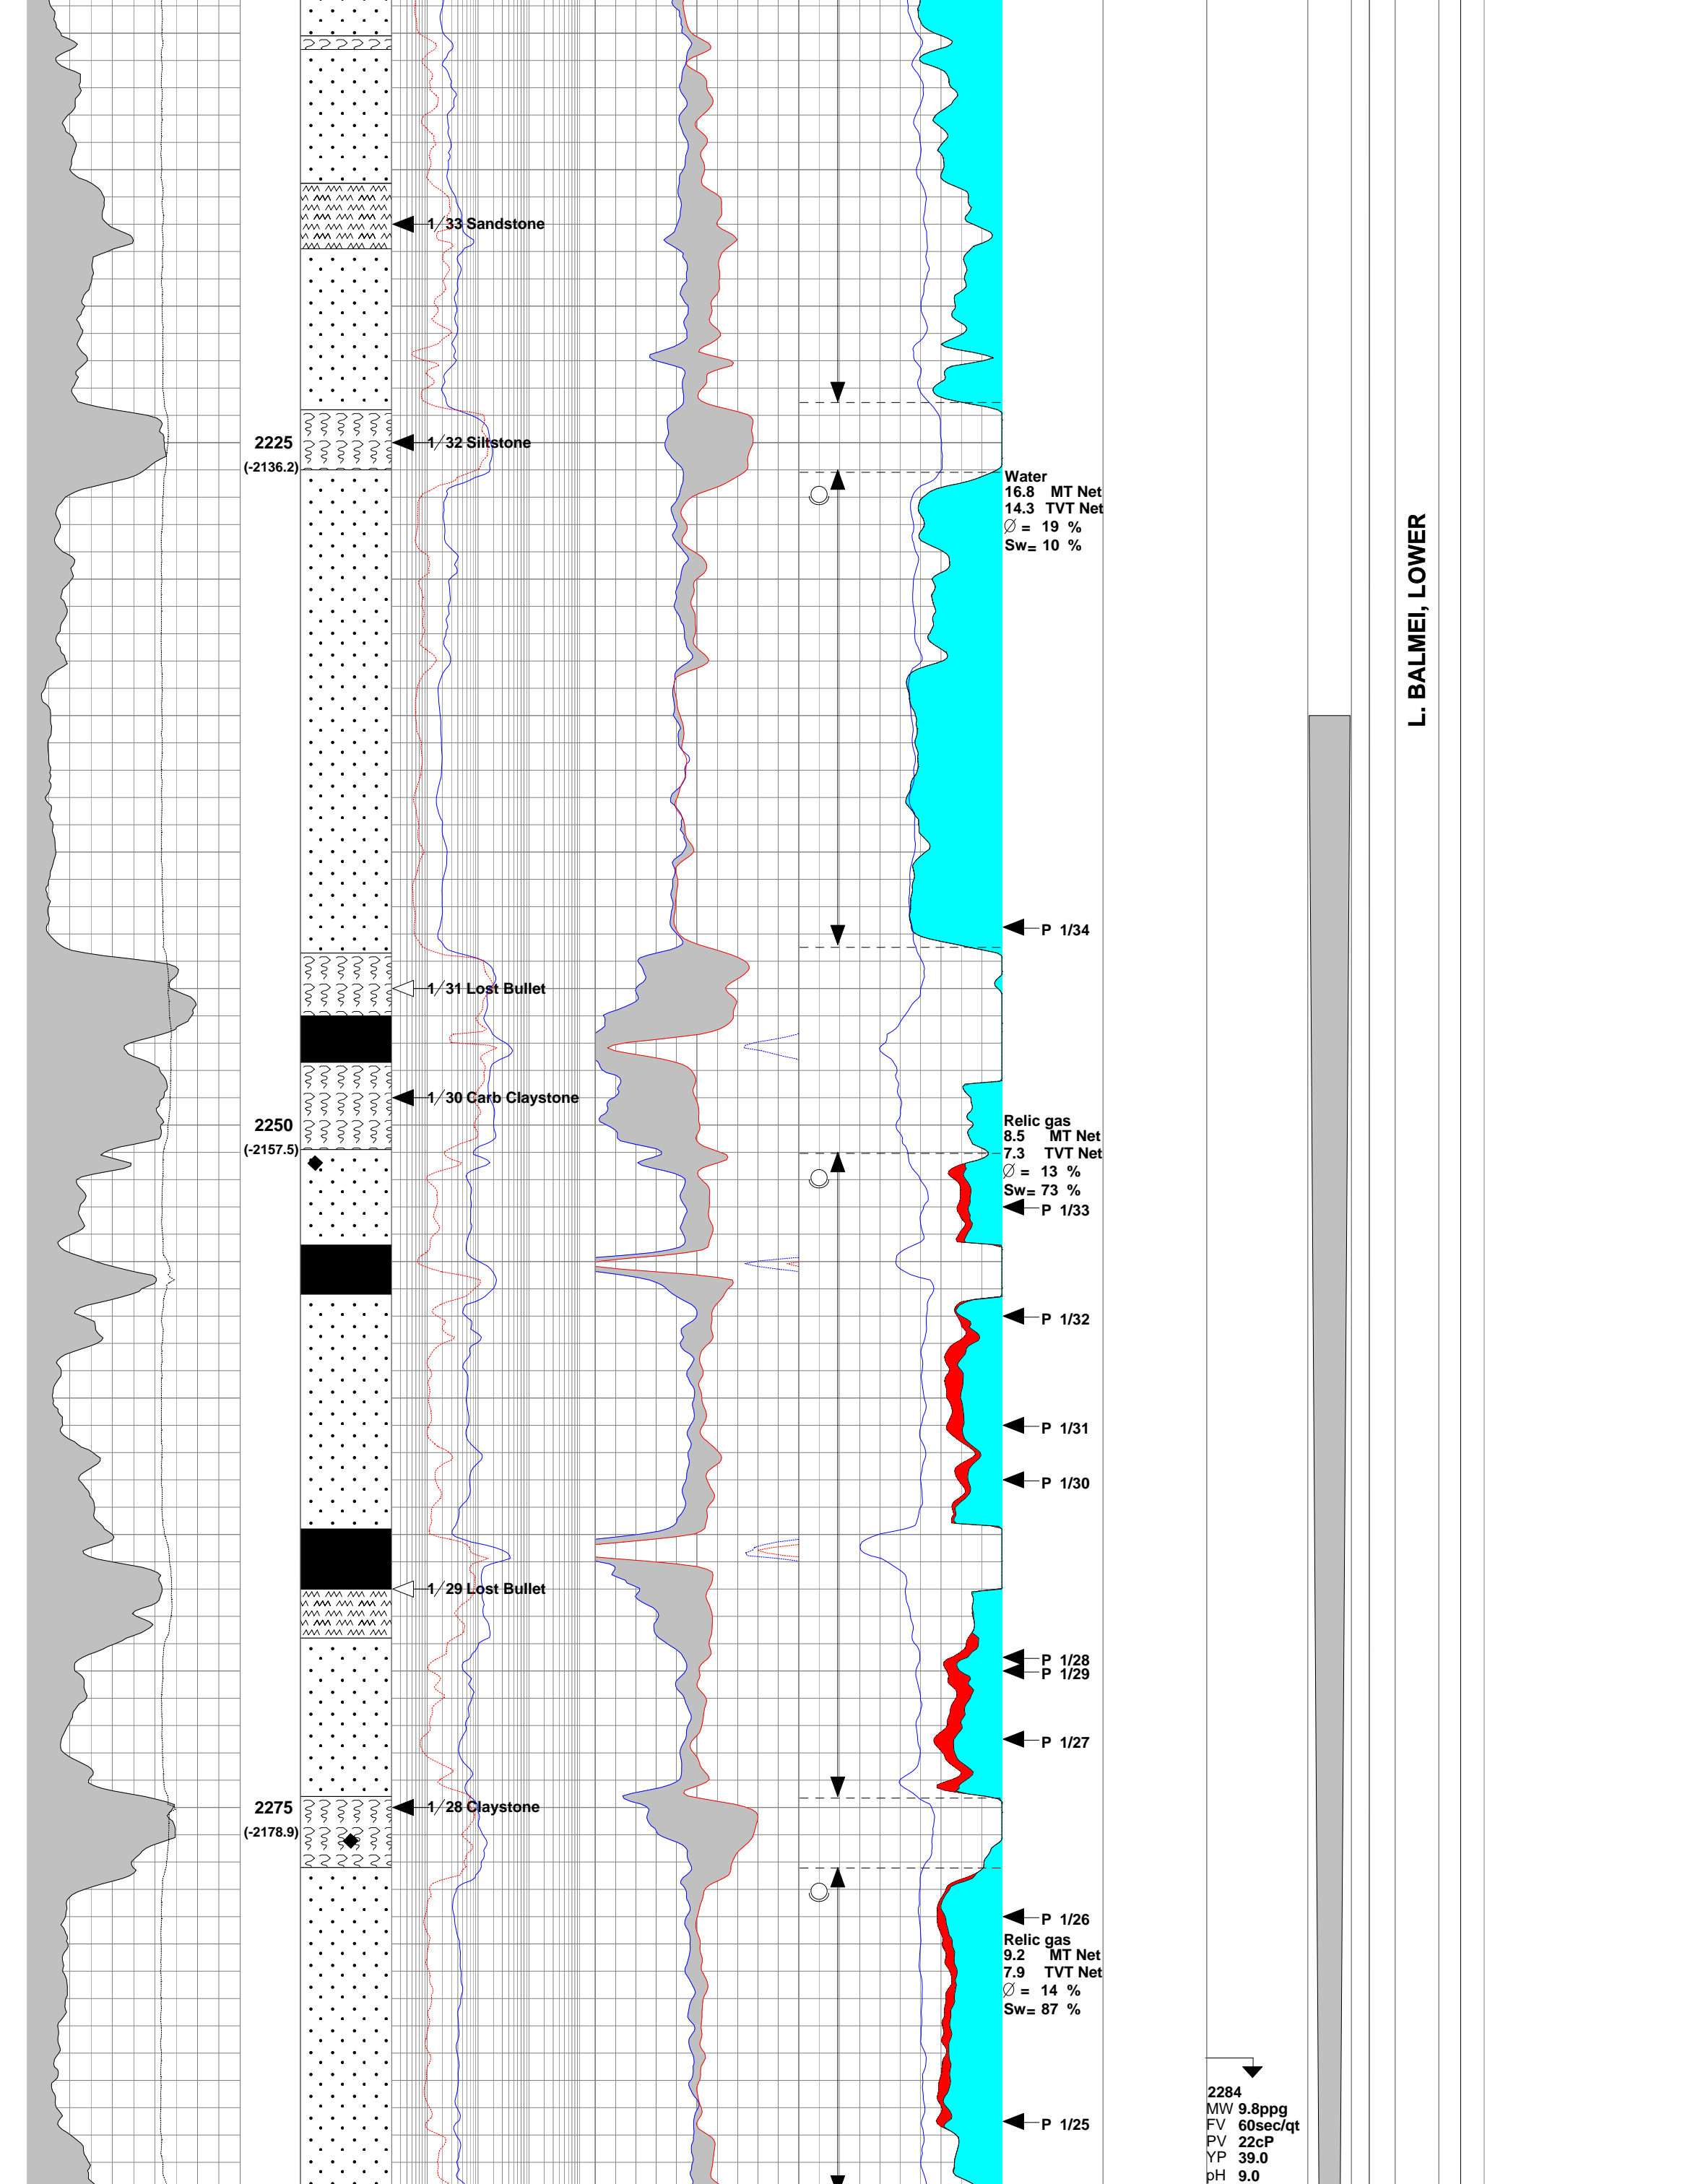 1/33 Sandstone
2225
(-2136.2)
1/32 Siltstone
Water
16.8 MT Net
14.3 TVT Net
Ø = 19 %
Sw= 10 %
L. BALMEI, LOWER
P 1/34
1/31 Lost Bullet
1/30 Carb Claystone
2250
(-2157.5)
Relic gas
8.5 MT Net
7.3 TVT Net
Ø = 13 %
Sw= 73 %
P 1/33
P 1/32
P 1/31
P 1/30
1/29 Lost Bullet
P 1/28
P 1/29
P 1/27
2275
(-2178.9)
1/28 Claystone
P 1/26
Relic gas
9.2 MT Net
7.9 TVT Net
Ø = 14 %
Sw= 87 %
P 1/25
2284
MW 9.8ppg
FV 60sec/qt
PV 22cP
YP 39.0
pH 9.0